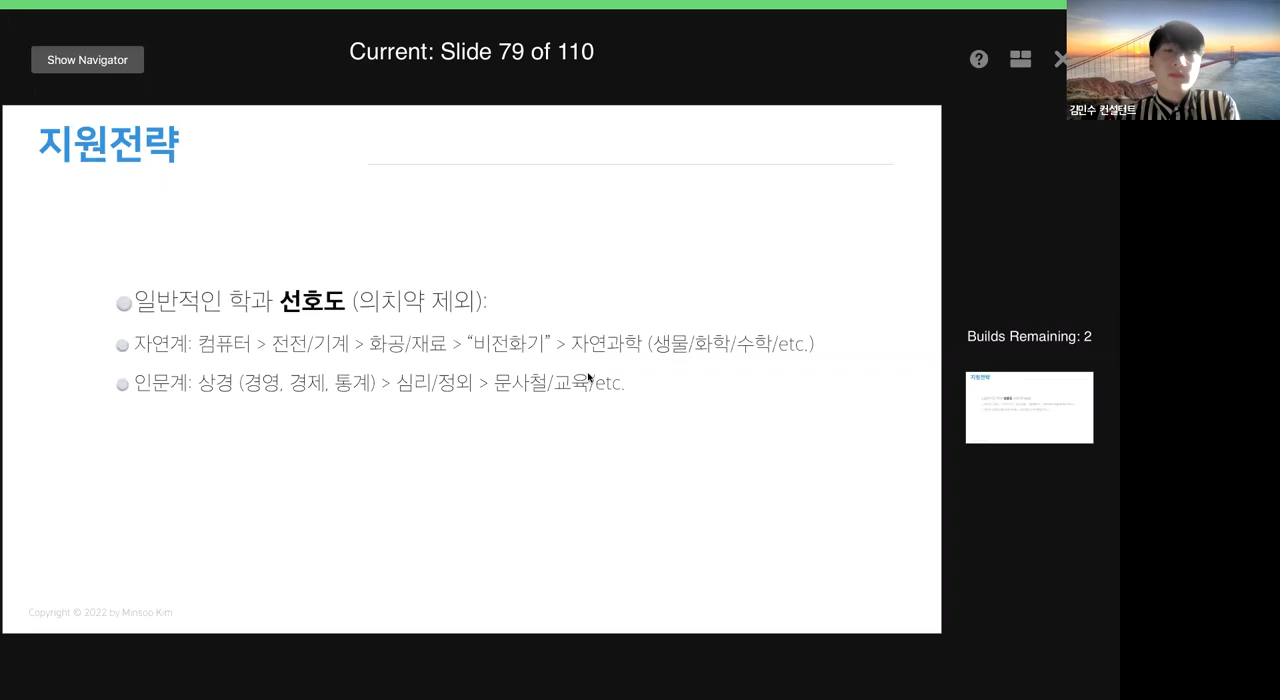 Show Navigator
Current: Slide 79 of 110
김민수 컨설턴트
지원전략
일반적인 학과 선호도 (의치약 제외):
자연계: 컴퓨터 > 전전/기계 > 화공/재료 > “비전화기” > 자연과학 (생물/화학/수학/etc.)
인문계: 상경 (경영, 경제, 통계) > 심리/정외 > 문사철/교육/etc.
Builds Remaining: 2
지원전략
Copyright © 2022 by Minsoo Kim